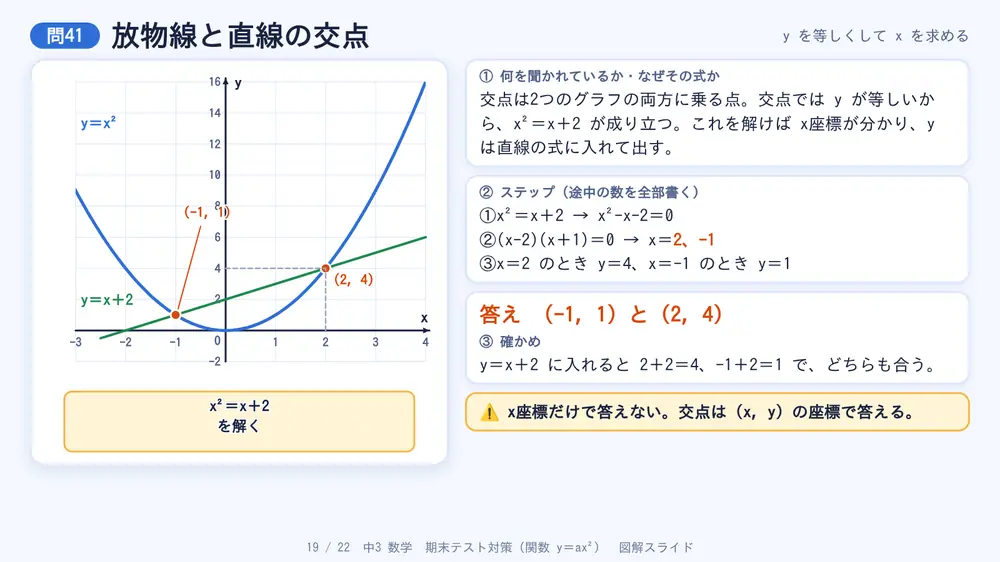 問41 放物線と直線の交点
y を等しくして x を求める
y
16
14
12
10
8
6
4
2
0
-2
-3
-2
-1
1
2
3
4
x
y=x²
(-1, 1)
(2, 4)
y=x+2
x²=x+2
を解く
① 何を聞かれているか・なぜその式か
交点は2つのグラフの両方に乗る点。交点では y が等しいか
ら、x²=x+2 が成り立つ。これを解けば x座標が分かり、y
は直線の式に入れて出す。
② ステップ（途中の数を全部書く）
①x²=x+2 → x²-x-2=0
②(x-2)(x+1)=0 → x=2、-1
③x=2 のとき y=4、x=-1 のとき y=1
答え （-1, 1）と（2, 4）
③ 確かめ
y=x+2 に入れると 2+2=4、-1+2=1 で、どちらも合う。
⚠️ x座標だけで答えない。交点は（x, y）の座標で答える。
19 / 22 中3 数学 期末テスト対策（関数 y=ax²） 図解スライド